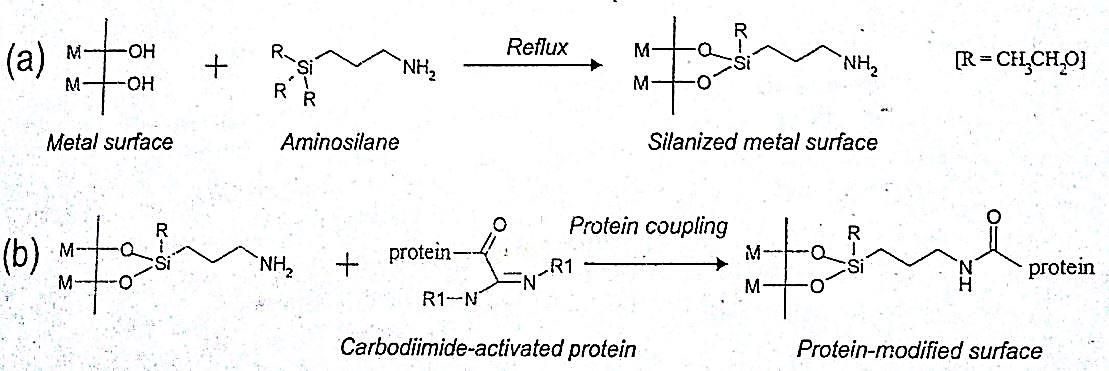 (a)
M OH
M OH
+
R
Si
R
R
NH2
Reflux
M O R
Si
M O
NH2
[R = CH3CH2O]
Metal surface
Aminosilane
Silanized metal surface
(b)
M O R
Si
M O
NH2
+
protein
O
N R1
R1 N
Protein coupling
M O R
Si
M O
N
H
O
protein
Carbodiimide-activated protein
Protein-modified surface